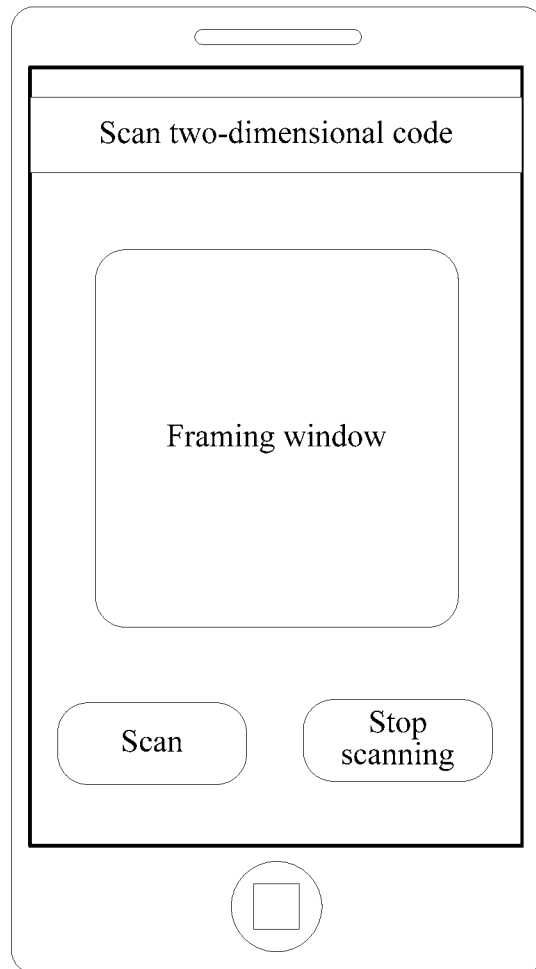 Scan two-dimensional code
Framing window
Scan
Stop
scanning